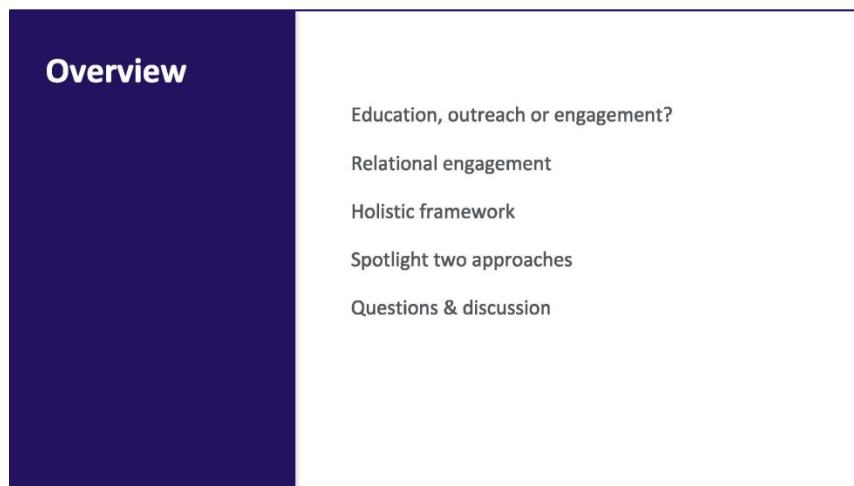 Overview
Education, outreach or engagement?
Relational engagement
Holistic framework
Spotlight two approaches
Questions & discussion